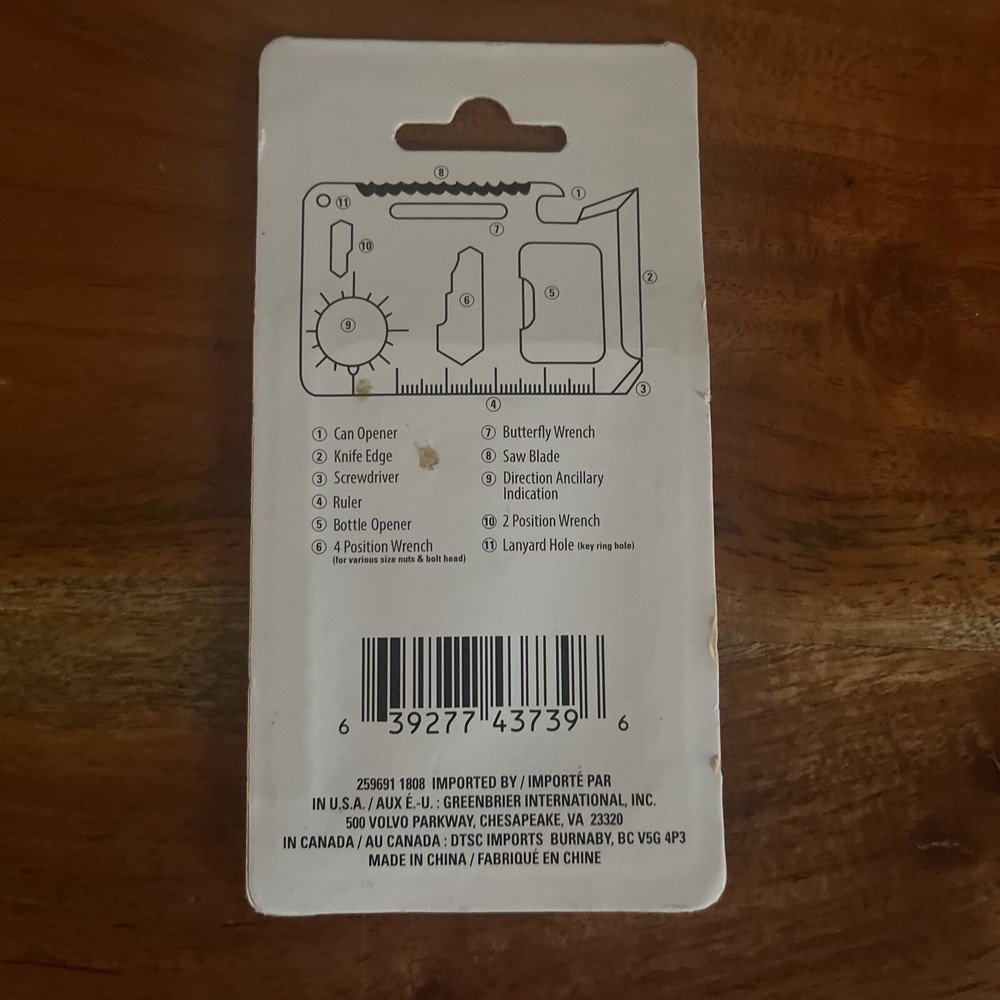 8
1
11
7
10
2
5
6
9
3
4
1 Can Opener
2 Knife Edge
3 Screwdriver
4 Ruler
5 Bottle Opener
6 4 Position Wrench
(for various size nuts & bolt head)
7 Butterfly Wrench
8 Saw Blade
9 Direction Ancillary
Indication
10 2 Position Wrench
11 Lanyard Hole (key ring hole)
6 39277 43739 6
259691 1808 IMPORTED BY / IMPORTÉ PAR
IN U.S.A. / AUX É.-U. : GREENBRIER INTERNATIONAL, INC.
500 VOLVO PARKWAY, CHESAPEAKE, VA 23320
IN CANADA / AU CANADA : DTSC IMPORTS BURNABY, BC V5G 4P3
MADE IN CHINA / FABRIQUÉ EN CHINE